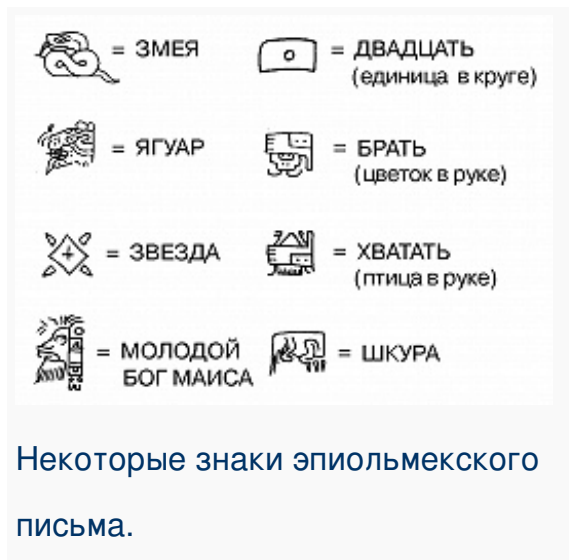 = ЗМЕЯ
= ДВАДЦАТЬ
(единица в круге)
= ЯГУАР
= БРАТЬ
(цветок в руке)
= ЗВЕЗДА
= ХВАТАТЬ
(птица в руке)
= МОЛОДОЙ
БОГ МАИСА
= ШКУРА
Некоторые знаки эпиольмекского
письма.